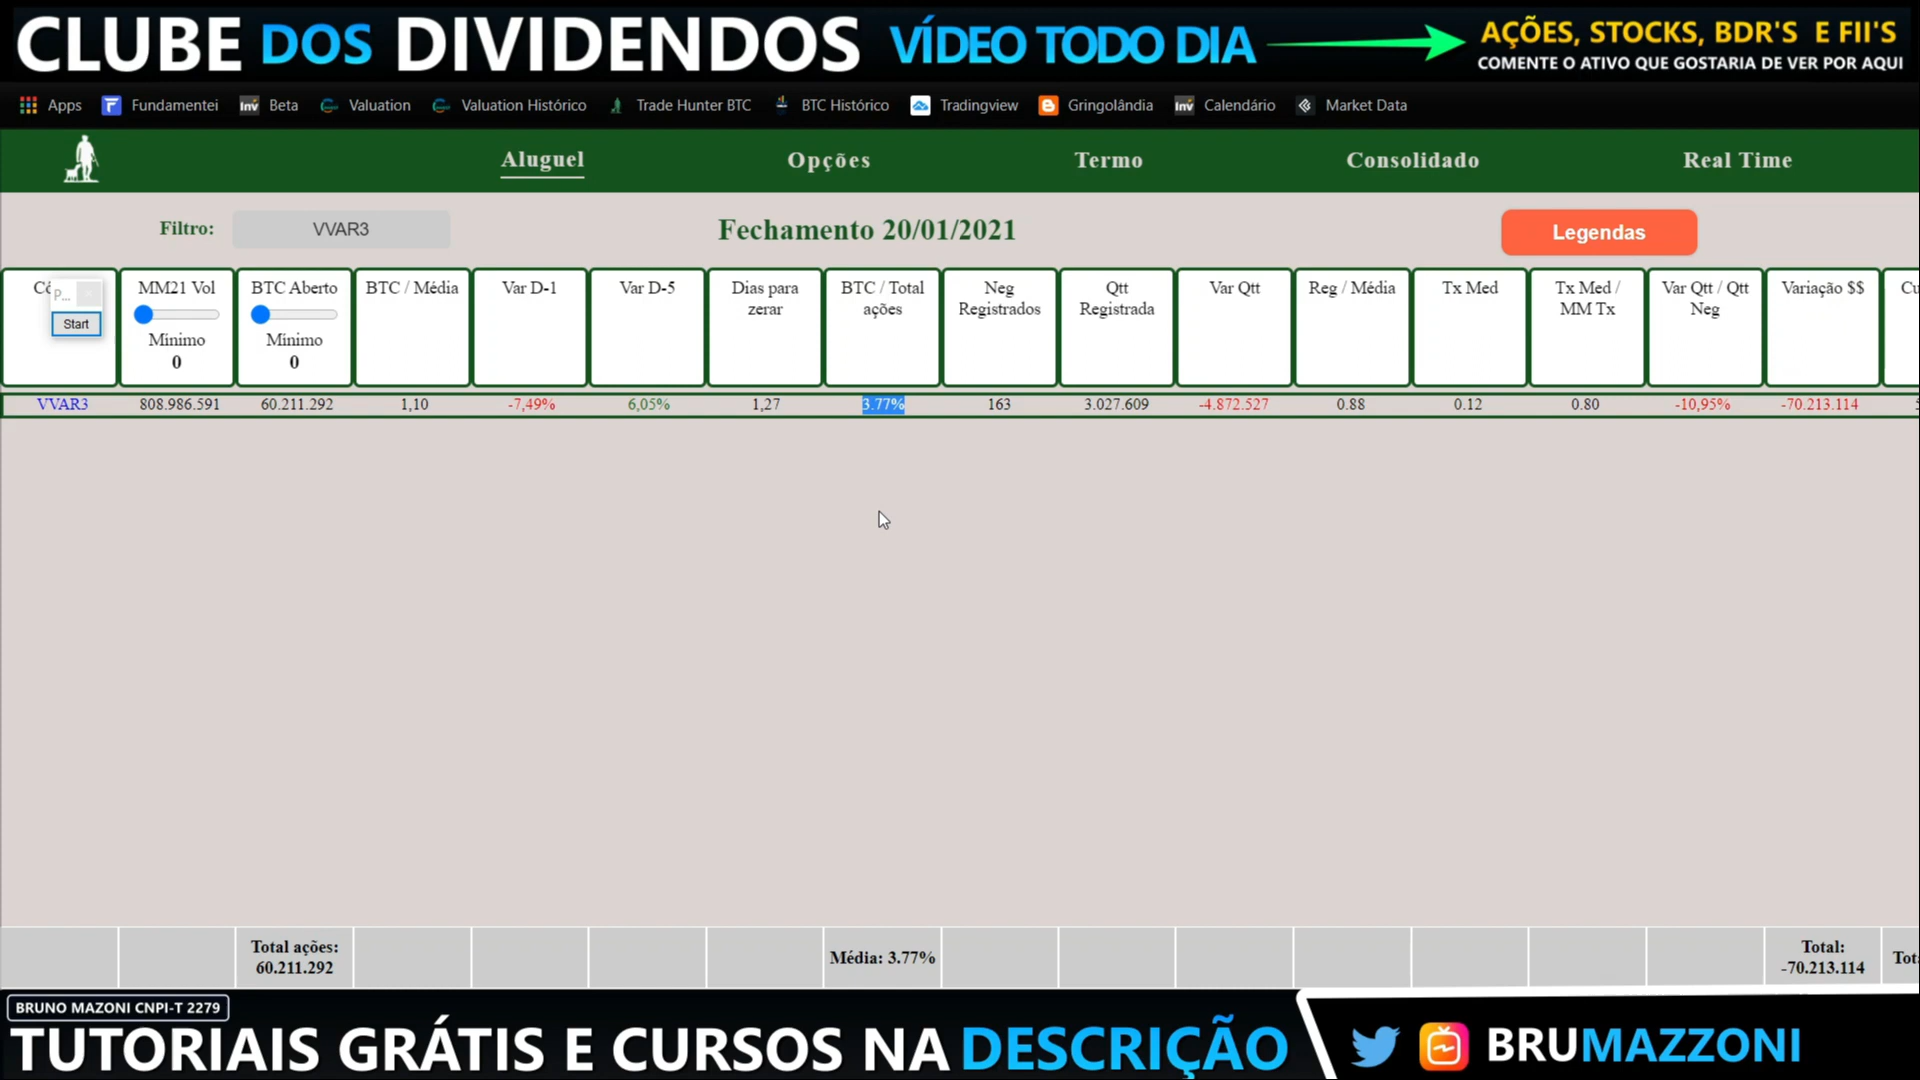 CLUBE DOS DIVIDENDOS VÍDEO TODO DIA AÇÕES, STOCKS, BDR'S E FII'S
COMENTE O ATIVO QUE GOSTARIA DE VER POR AQUI
Apps Fundamentei Inv Beta Valuation Valuation Histórico Trade Hunter BTC BTC Histórico Tradingview Gringolândia Inv Calendário Market Data
Aluguel Opções Termo Consolidado Real Time
Filtro: VVAR3 Fechamento 20/01/2021 Legendas
Có MM21 Vol BTC Aberto BTC / Média Var D-1 Var D-5 Dias para zerar BTC / Total ações Neg Registrados Qtt Registrada Var Qtt Reg / Média Tx Med Tx Med / MM Tx Var Qtt / Qtt Neg Variação $$ Cu
P...
Start
Minimo Minimo
0 0
VVAR3 808.986.591 60.211.292 1,10 -7,49% 6,05% 1,27 3.77% 163 3.027.609 -4.872.527 0.88 0.12 0.80 -10,95% -70.213.114
Total ações: 60.211.292 Média: 3.77% Total: -70.213.114 Tot
BRUNO MAZONI CNPI-T 2279
TUTORIAIS GRÁTIS E CURSOS NA DESCRIÇÃO BRUMAZZONI